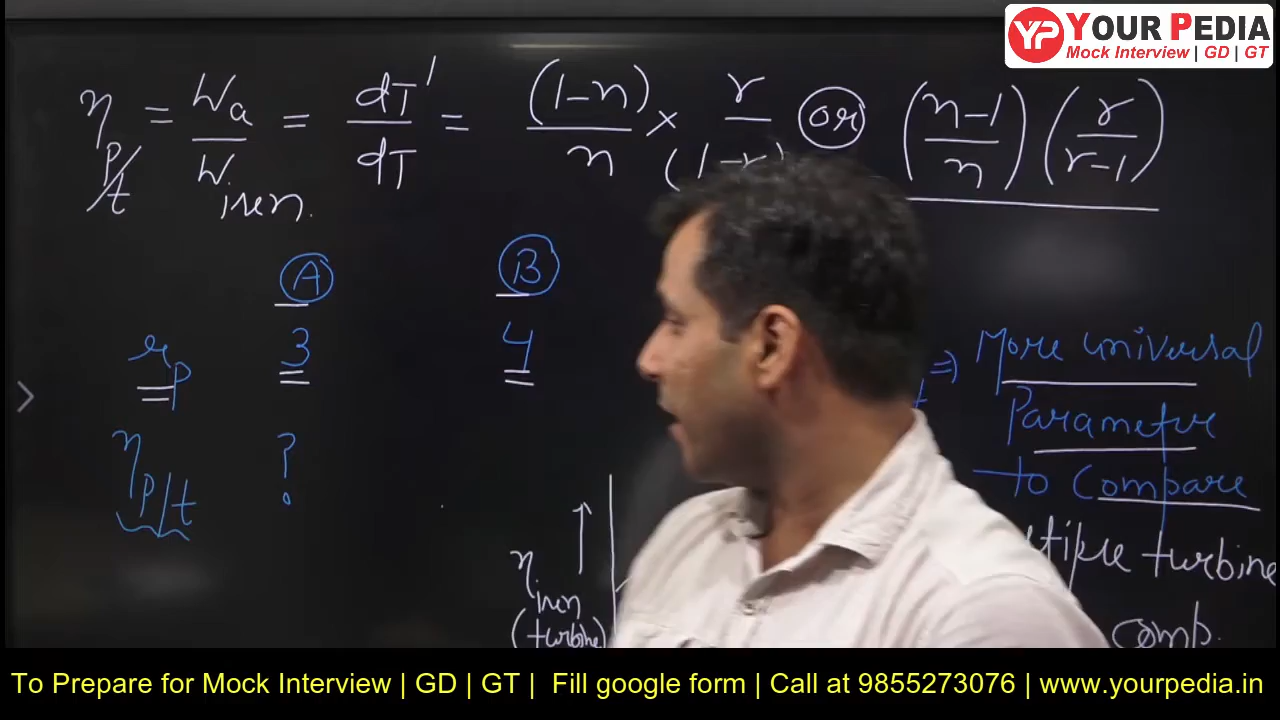 YOUR PEDIA
Mock Interview | GD | GT
η p/t = Wa / Wisen. = dT' / dT = (1-n) / n × γ / (1-γ) or (n-1 / n) (γ / γ-1)
A B
rp 3 4
η p/t ?
⇒ More universal
Parameter
to Compare
turbine
comp.
η isen ↑
(turbine)
To Prepare for Mock Interview | GD | GT | Fill google form | Call at 9855273076 | www.yourpedia.in